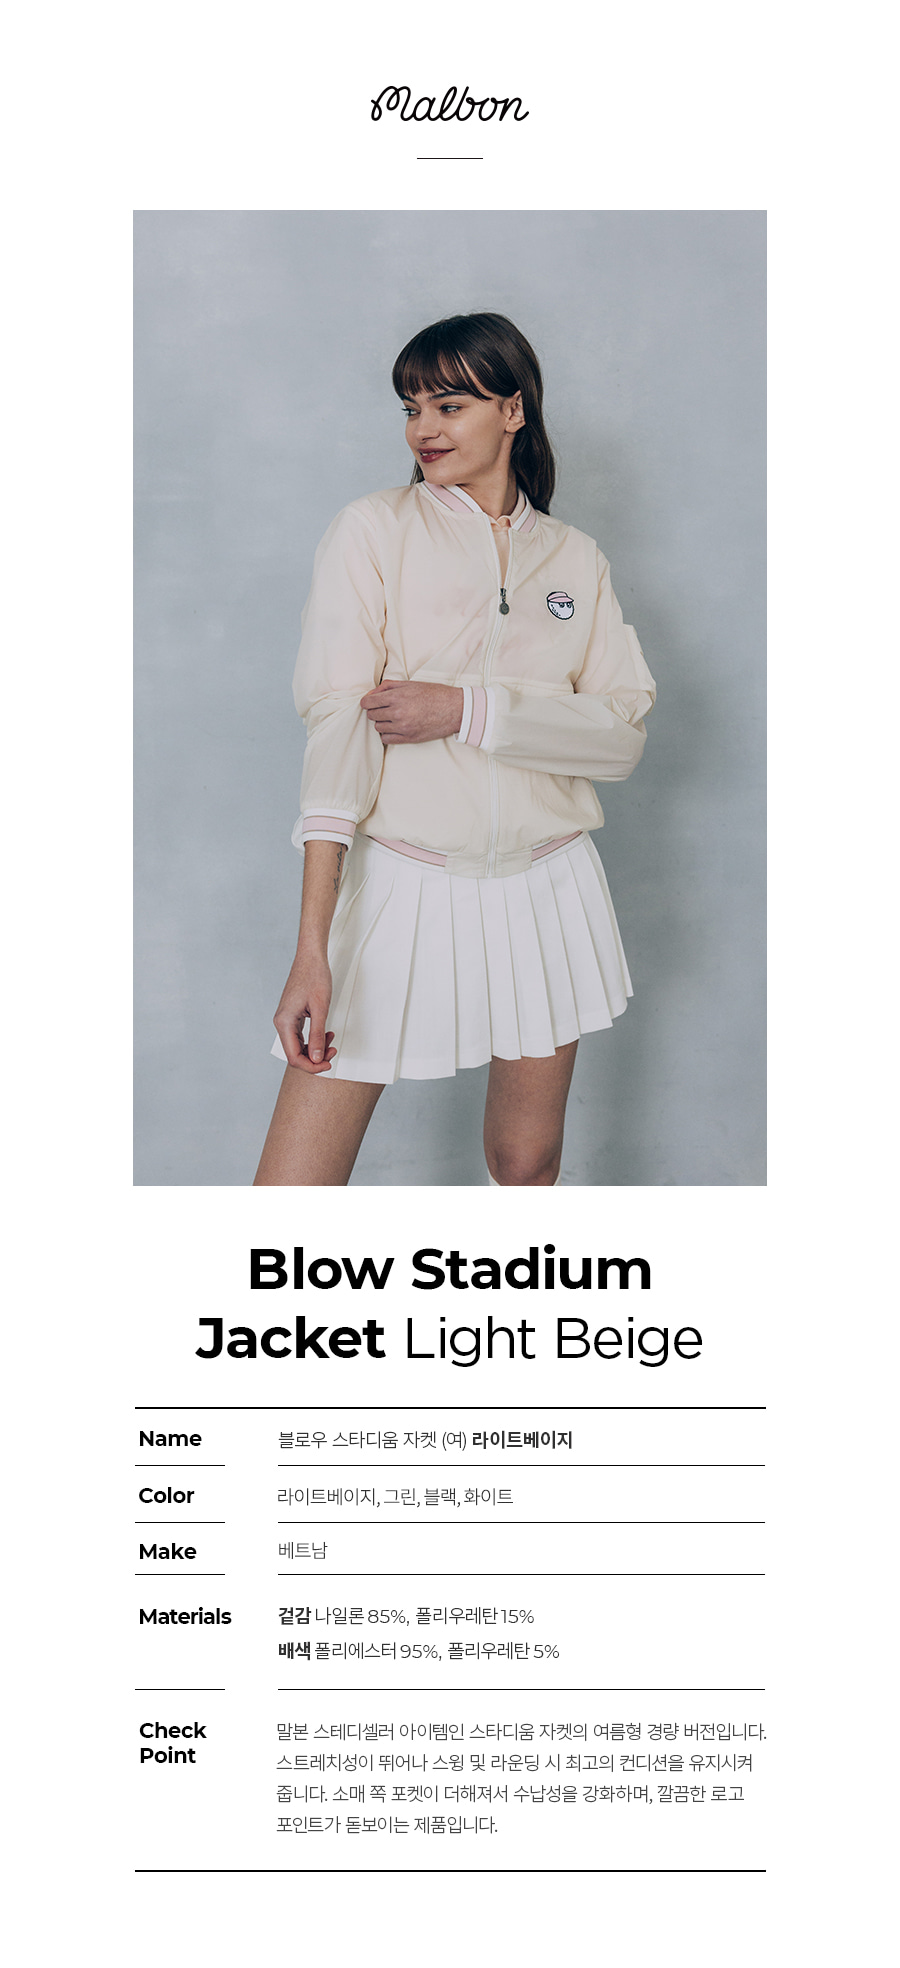 Malbon
Blow Stadium
Jacket Light Beige
Name 블로우 스타디움 자켓 (여) 라이트베이지
Color 라이트베이지, 그린, 블랙, 화이트
Make 베트남
Materials 겉감 나일론 85%, 폴리우레탄 15%
배색 폴리에스터 95%, 폴리우레탄 5%
Check
Point
말본 스테디셀러 아이템인 스타디움 자켓의 여름형 경량 버전입니다.
스트레치성이 뛰어나 스윙 및 라운딩 시 최고의 컨디션을 유지시켜
줍니다. 소매 쪽 포켓이 더해져서 수납성을 강화하며, 깔끔한 로고
포인트가 돋보이는 제품입니다.